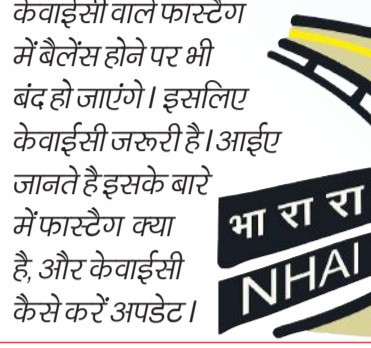 केवाईसी वाले फास्टैग
में बैलेंस होने पर भी
बंद हो जाएंगे। इसलिए
केवाईसी जरूरी है। आईए
जानते है इसके बारे
में फास्टैग क्या
है, और केवाईसी
कैसे करें अपडेट।
भा रा रा
NHAI